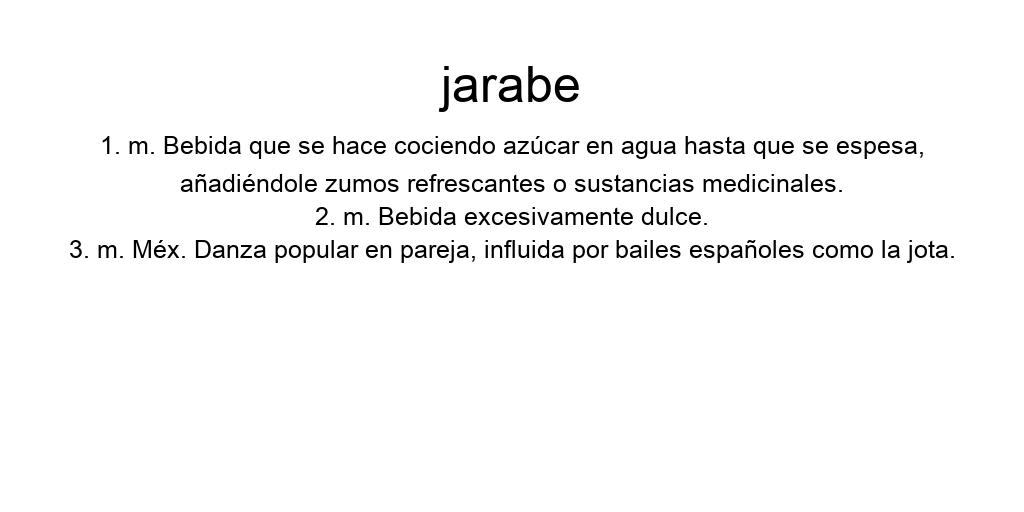 jarabe
1. m. Bebida que se hace cociendo azúcar en agua hasta que se espesa,
añadiéndole zumos refrescantes o sustancias medicinales.
2. m. Bebida excesivamente dulce.
3. m. Méx. Danza popular en pareja, influida por bailes españoles como la jota.